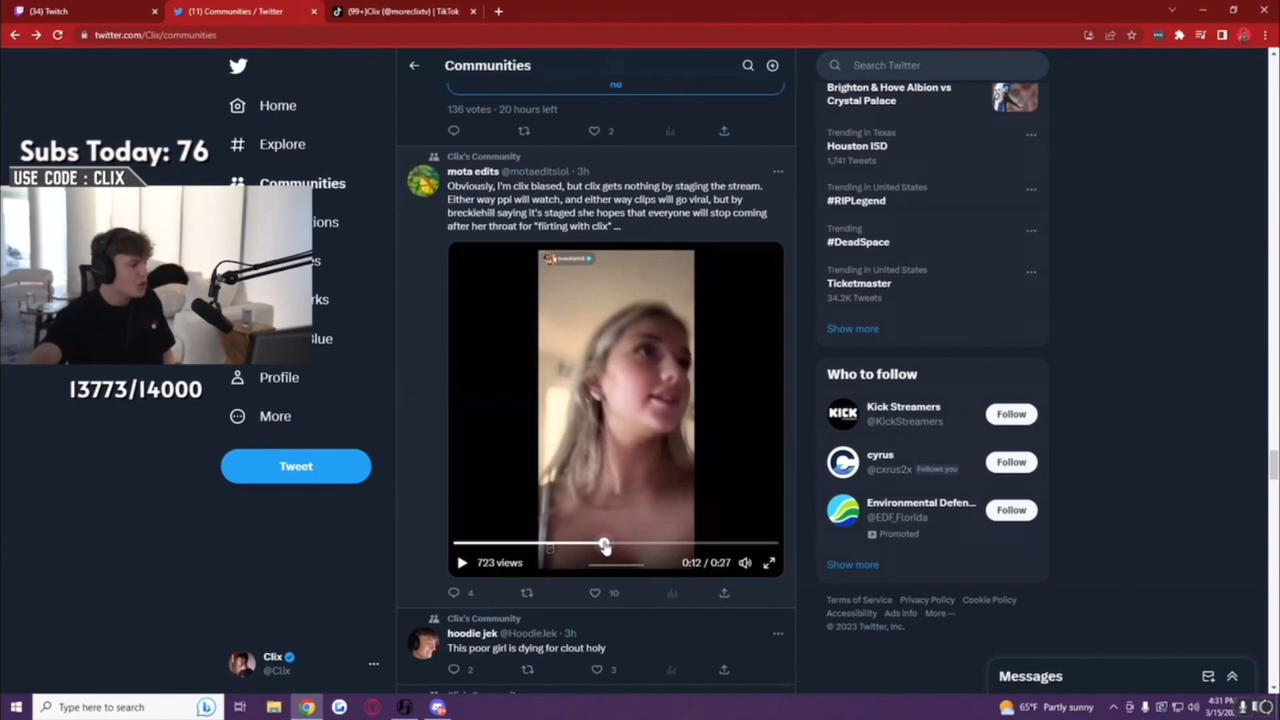 (34) Twitch
(11) Communities / Twitter
(99+)Clix (@moreclixtv) | TikTok
twitter.com/Clix/communities
Home
Explore
Communities
Subs Today: 76
USE CODE : CLIX
13773/14000
Profile
More
Tweet
Clix
@Clix
Communities
no
136 votes · 20 hours left
2
Clix's Community
mota edits @motaeditslol · 3h
Obviously, I'm clix biased, but clix gets nothing by staging the stream.
Either way ppl will watch, and either way clips will go viral, but by
breckiehill saying it's staged she hopes that everyone will stop coming
after her throat for "flirting with clix" ...
breckiehill
723 views
0:12 / 0:27
4
10
Clix's Community
hoodie jek @HoodieJek · 3h
This poor girl is dying for clout holy
2
3
Search Twitter
Brighton & Hove Albion vs
Crystal Palace
Trending in Texas
Houston ISD
1,741 Tweets
Trending in United States
#RIPLegend
Trending
#DeadSpace
Trending in United States
Ticketmaster
34.2K Tweets
Show more
Who to follow
KICK
Kick Streamers
@KickStreamers
Follow
cyrus
@cxrus2x Follows you
Follow
Environmental Defen...
@EDF_Florida
Promoted
Follow
Show more
Terms of Service Privacy Policy Cookie Policy
Accessibility Ads info More ...
© 2023 Twitter, Inc.
Messages
Type here to search
65°F Partly sunny
4:31 PM